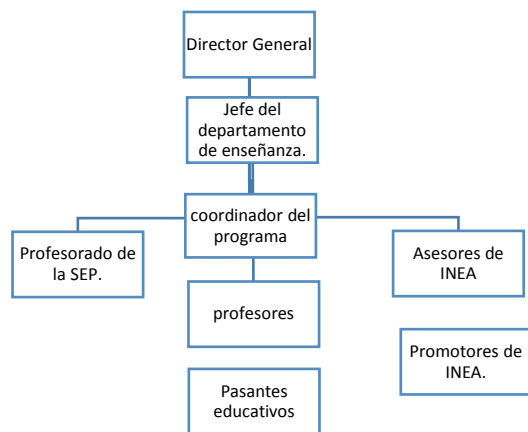 Director General
Jefe del
departamento
de enseñanza.
coordinador del
programa
Profesorado de
la SEP.
Asesores de
INEA
profesores
Promotores de
INEA.
Pasantes
educativos